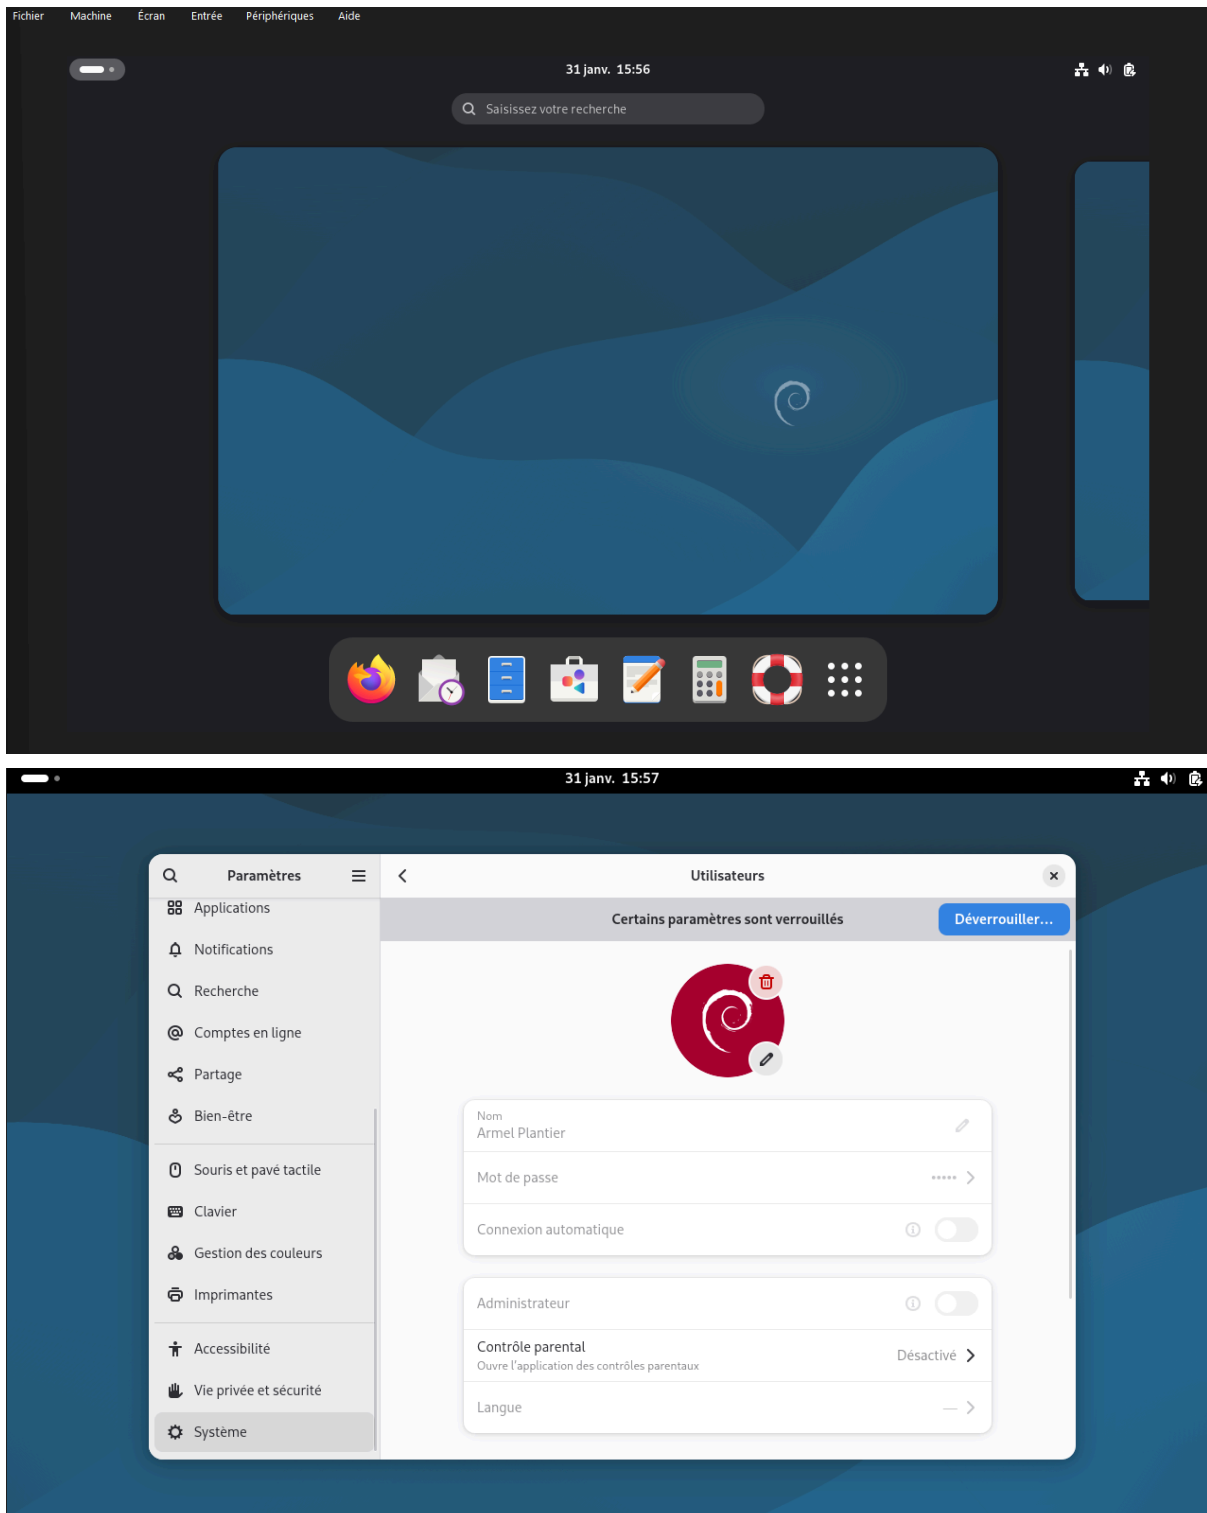 Fichier Machine Écran Entrée Périphériques Aide
31 janv. 15:56
Saisissez votre recherche
31 janv. 15:57
Paramètres
Utilisateurs
Applications
Certains paramètres sont verrouillés
Déverrouiller...
Notifications
Recherche
Comptes en ligne
Partage
Bien-être
Souris et pavé tactile
Clavier
Gestion des couleurs
Imprimantes
Accessibilité
Vie privée et sécurité
Système
Nom
Armel Plantier
Mot de passe •••••
Connexion automatique
Administrateur
Contrôle parental
Ouvre l'application des contrôles parentaux
Désactivé
Langue —